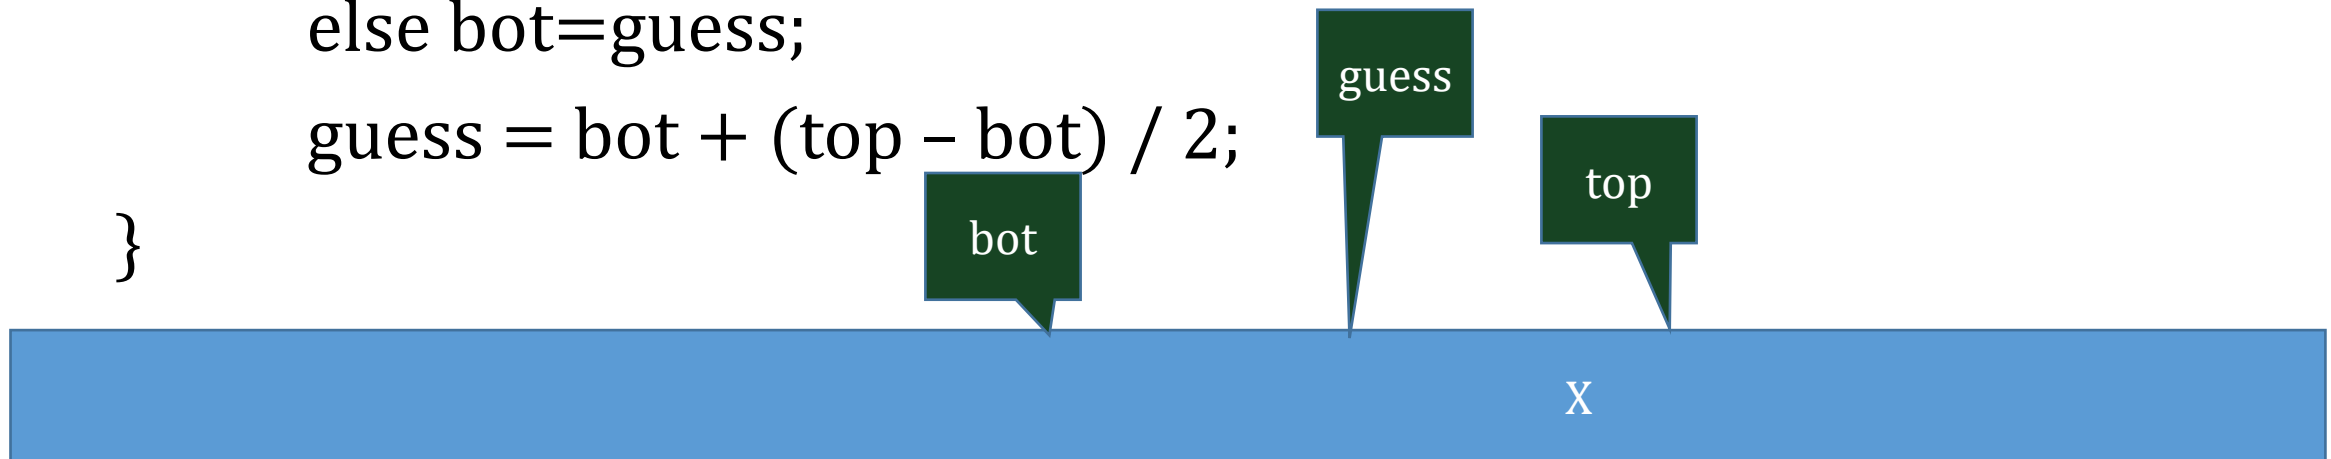 else bot=guess;
guess = bot + (top – bot) / 2;
}
guess
top
bot
X